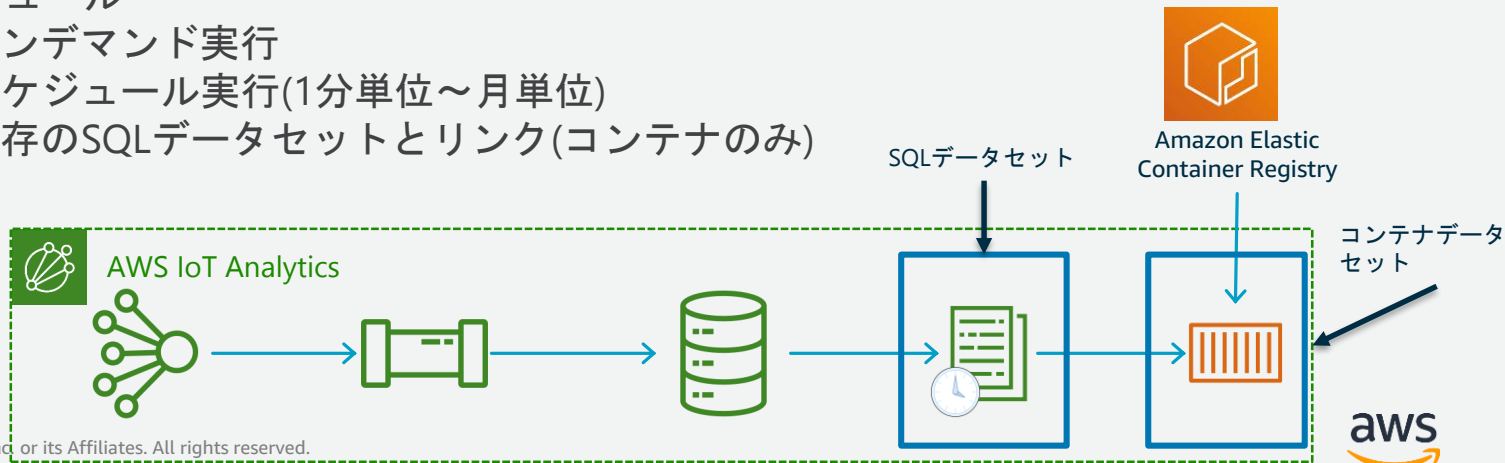 ュール
ンデマンド実行
ケジュール実行(1分単位～月単位)
存のSQLデータセットとリンク(コンテナのみ)
SQLデータセット
Amazon Elastic
Container Registry
コンテナデータ
セット
AWS IoT Analytics
or its Affiliates. All rights reserved.
aws